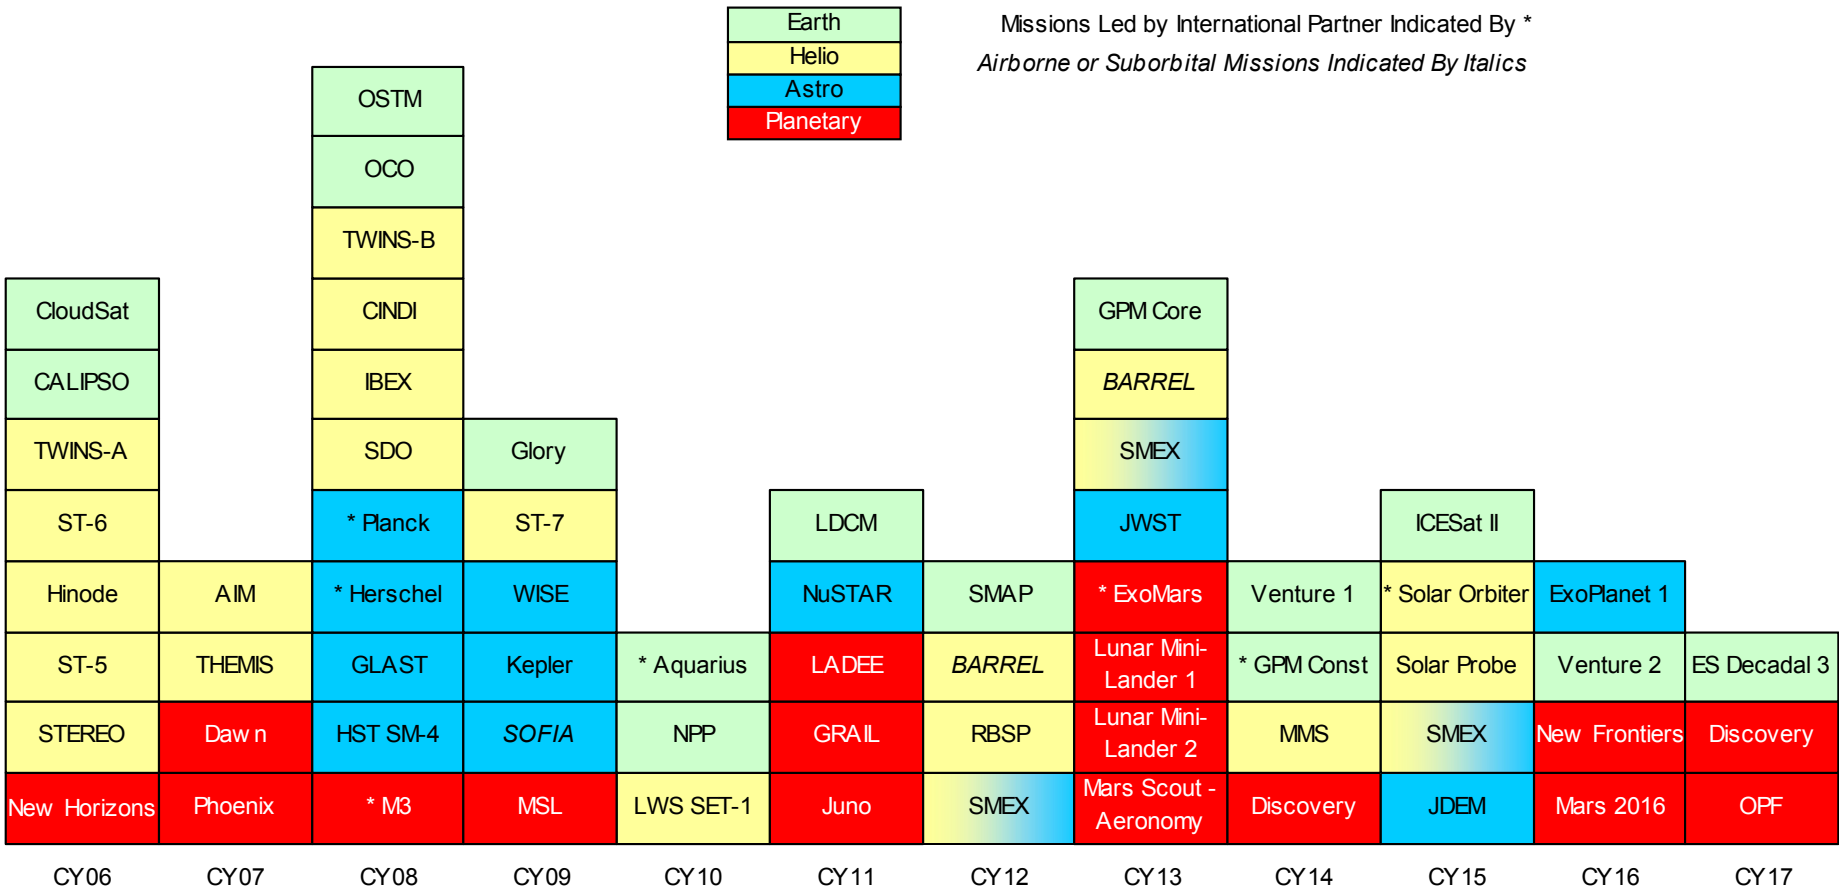 Earth
Helio
Astro
Planetary
Missions Led by International Partner Indicated By *
Airborne or Suborbital Missions Indicated By Italics
OSTM
OCO
TWINS-B
CloudSat
CINDI
GPM Core
CALIPSO
IBEX
BARREL
TWINS-A
SDO
Glory
SMEX
ST-6
* Planck
ST-7
LDCM
JWST
ICESat II
Hinode
AIM
* Herschel
WISE
NuSTAR
SMAP
* ExoMars
Venture 1
* Solar Orbiter
ExoPlanet 1
ST-5
THEMIS
GLAST
Kepler
* Aquarius
LADEE
BARREL
Lunar Mini-
Lander 1
* GPM Const
Solar Probe
Venture 2
ES Decadal 3
STEREO
Dawn
HST SM-4
SOFIA
NPP
GRAIL
RBSP
Lunar Mini-
Lander 2
MMS
SMEX
New Frontiers
Discovery
New Horizons
Phoenix
* M3
MSL
LWS SET-1
Juno
SMEX
Mars Scout -
Aeronomy
Discovery
JDEM
Mars 2016
OPF
CY06
CY07
CY08
CY09
CY10
CY11
CY12
CY13
CY14
CY15
CY16
CY17